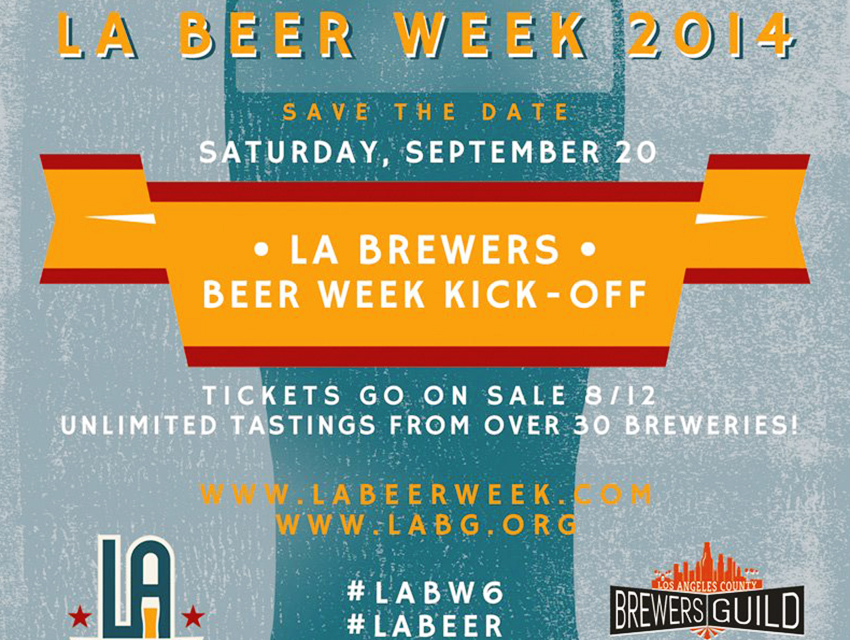 LA BEER WEEK 2014
SAVE THE DATE
SATURDAY, SEPTEMBER 20
• LA BREWERS •
BEER WEEK KICK-OFF
TICKETS GO ON SALE 8/12
UNLIMITED TASTINGS FROM OVER 30 BREWERIES!
WWW.LABEERWEEK.COM
WWW.LABG.ORG
LA
#LABW6
#LABEER
LOS ANGELES COUNTY
BREWERS GUILD